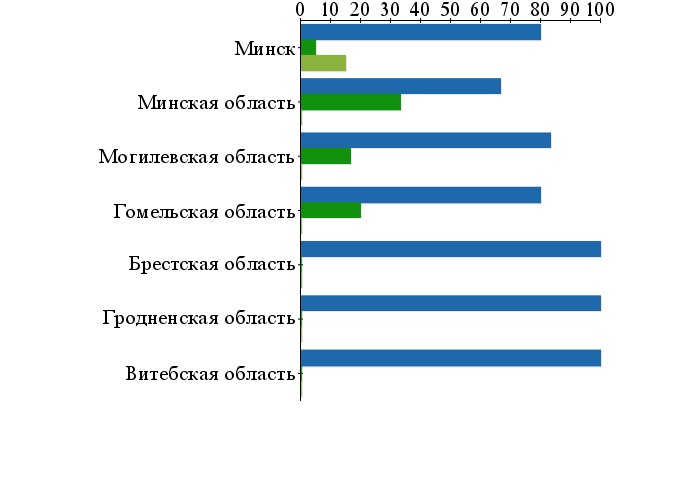 0 10 20 30 40 50 60 70 80 90 100
Минск
Минская область
Могилевская область
Гомельская область
Брестская область
Гродненская область
Витебская область